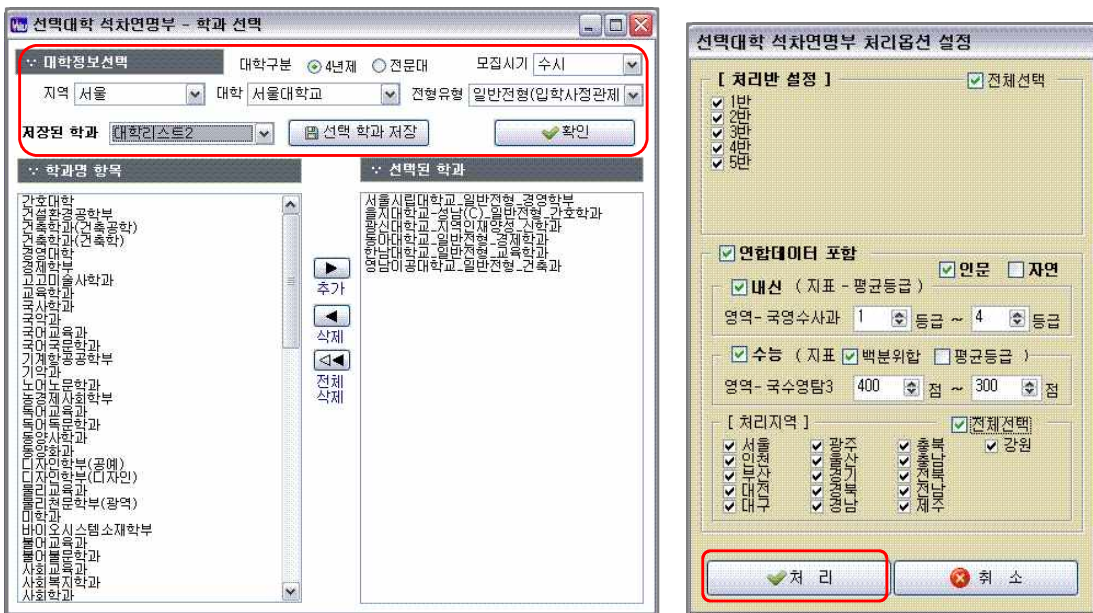 선택대학 석차연명부 - 학과 선택
∵ 대학정보선택 대학구분 4년제 전문대 모집시기 수시
지역 서울 대학 서울대학교 전형유형 일반전형(입학사정관제
저장된 학과 대학리스트2 선택 학과 저장 확인
∵ 학과명 항목
간호대학
건설환경공학부
건축학과(건축공학)
건축학과(건축학)
경영대학
경제학부
고고미술사학과
교육학과
국사학과
국악과
국어교육과
국어국문학과
기계항공공학부
기악과
노어노문학과
농경제사회학부
독어교육과
독어독문학과
동양사학과
동양화과
디자인학부(공예)
디자인학부(디자인)
물리교육과
물리천문학부(광역)
미학과
바이오시스템소재학부
불어교육과
불어불문학과
사회교육과
사회복지학과
사회학과
추가
삭제
전체
삭제
∵ 선택된 학과
서울시립대학교_일반전형_경영학부
을지대학교-성남(C)_일반전형_간호학과
광신대학교_지역인재양성_신학과
동아대학교_일반전형_경제학과
한남대학교_일반전형_교육학과
영남이공대학교_일반전형_건축과
선택대학 석차연명부 처리옵션 설정
[ 처리반 설정 ] 전체선택
1반
2반
3반
4반
5반
연합데이터 포함
인문 자연
내신 ( 지표 - 평균등급 )
영역- 국영수사과 1 등급 ~ 4 등급
수능 ( 지표 백분위합 평균등급 )
영역- 국수영탐3 400 점 ~ 300 점
[ 처리지역 ] 전체선택
서울 광주 충북 강원
인천 울산 충남
부산 경기 전북
대전 경북 전남
대구 경남 제주
처 리 취 소